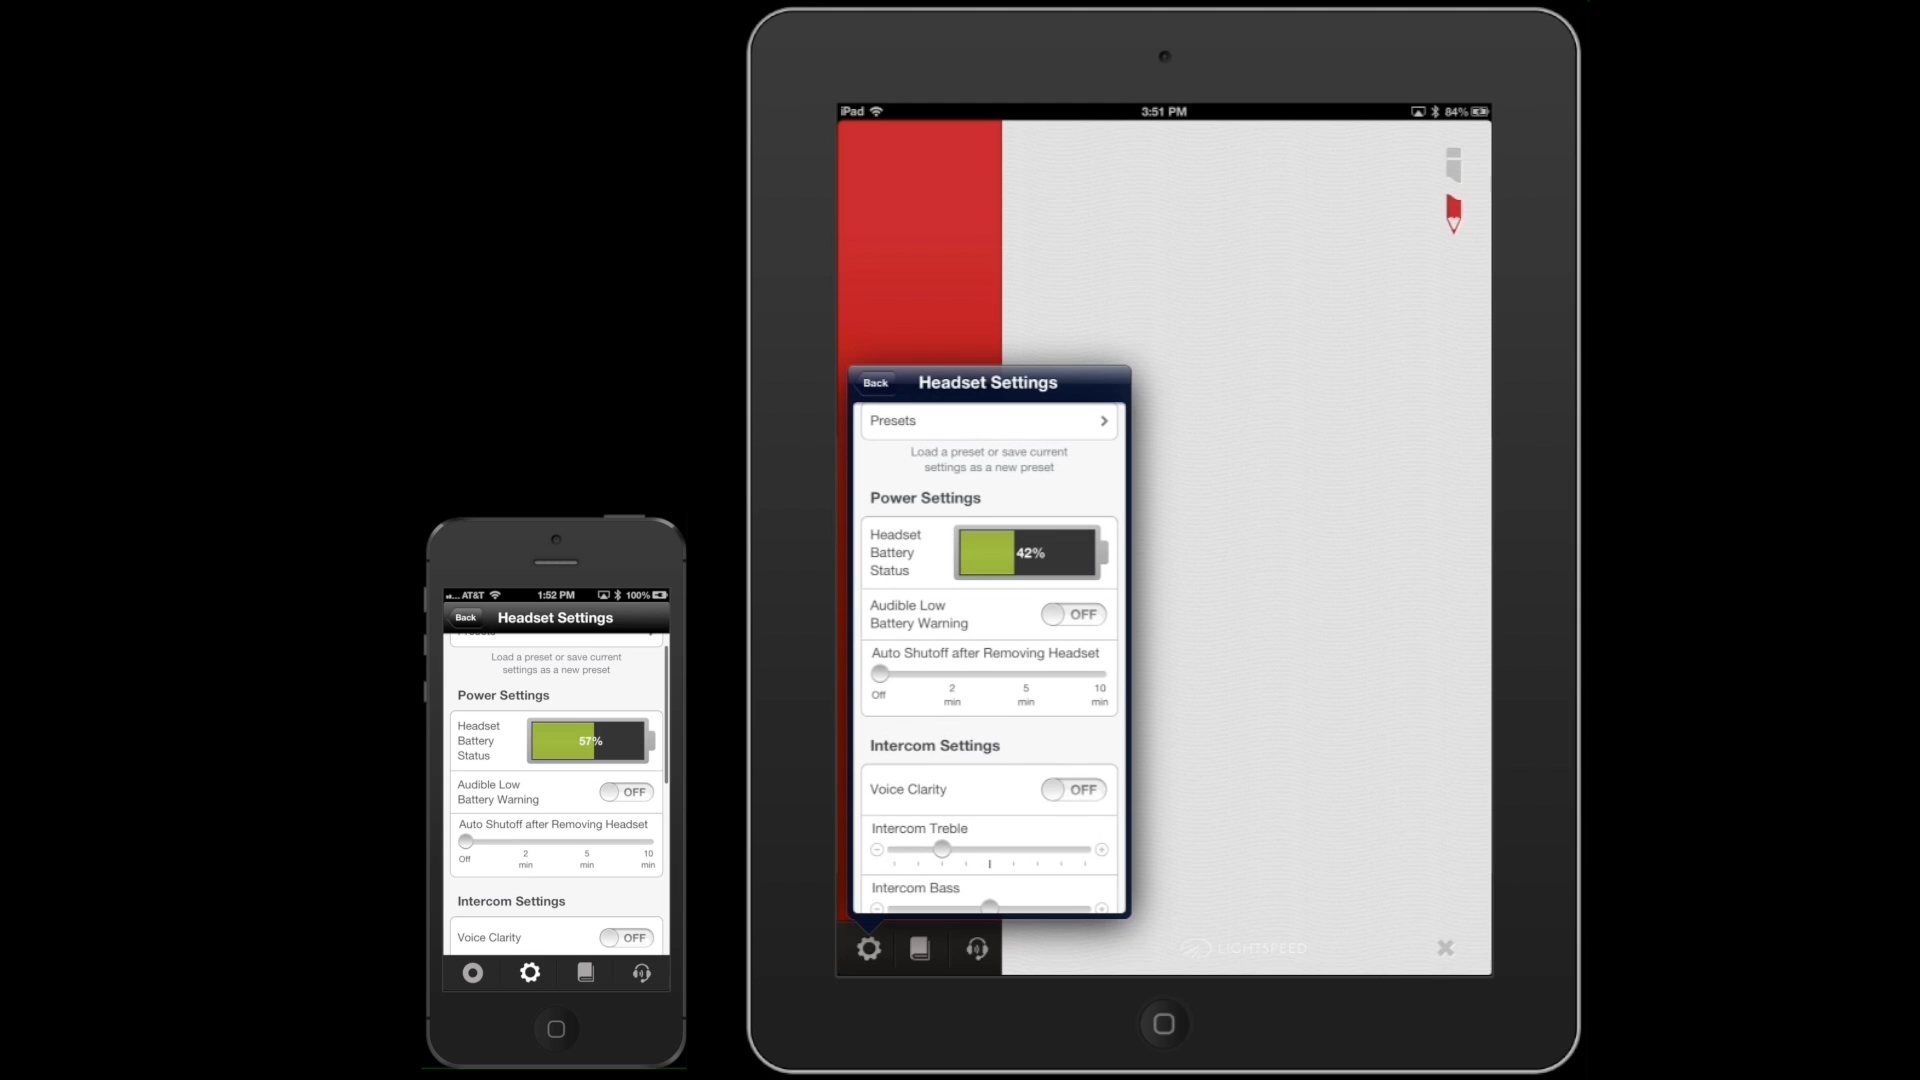 ...AT&T 1:52 PM 100%
Back Headset Settings
Presets
Load a preset or save current
settings as a new preset
Power Settings
Headset
Battery
Status
57%
Audible Low
Battery Warning
OFF
Auto Shutoff after Removing Headset
Off 2 min 5 min 10 min
Intercom Settings
Voice Clarity OFF
iPad 3:51 PM 84%
Back Headset Settings
Presets
Load a preset or save current
settings as a new preset
Power Settings
Headset
Battery
Status
42%
Audible Low
Battery Warning
OFF
Auto Shutoff after Removing Headset
Off 2 min 5 min 10 min
Intercom Settings
Voice Clarity OFF
Intercom Treble
Intercom Bass
LIGHTSPEED